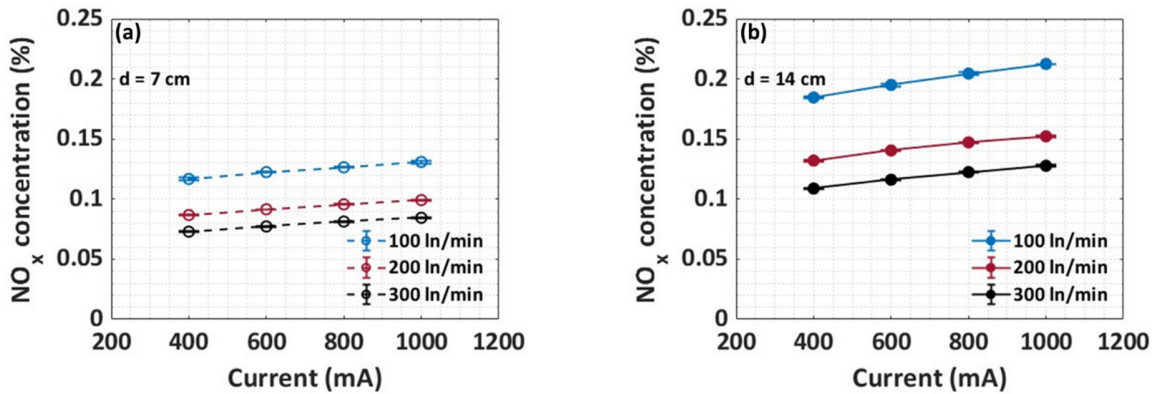 (a)
d = 7 cm
NOx concentration (%)
0.25
0.2
0.15
0.1
0.05
0
100 ln/min
200 ln/min
300 ln/min
200 400 600 800 1000 1200
Current (mA)
(b)
d = 14 cm
NOx concentration (%)
0.25
0.2
0.15
0.1
0.05
0
100 ln/min
200 ln/min
300 ln/min
200 400 600 800 1000 1200
Current (mA)